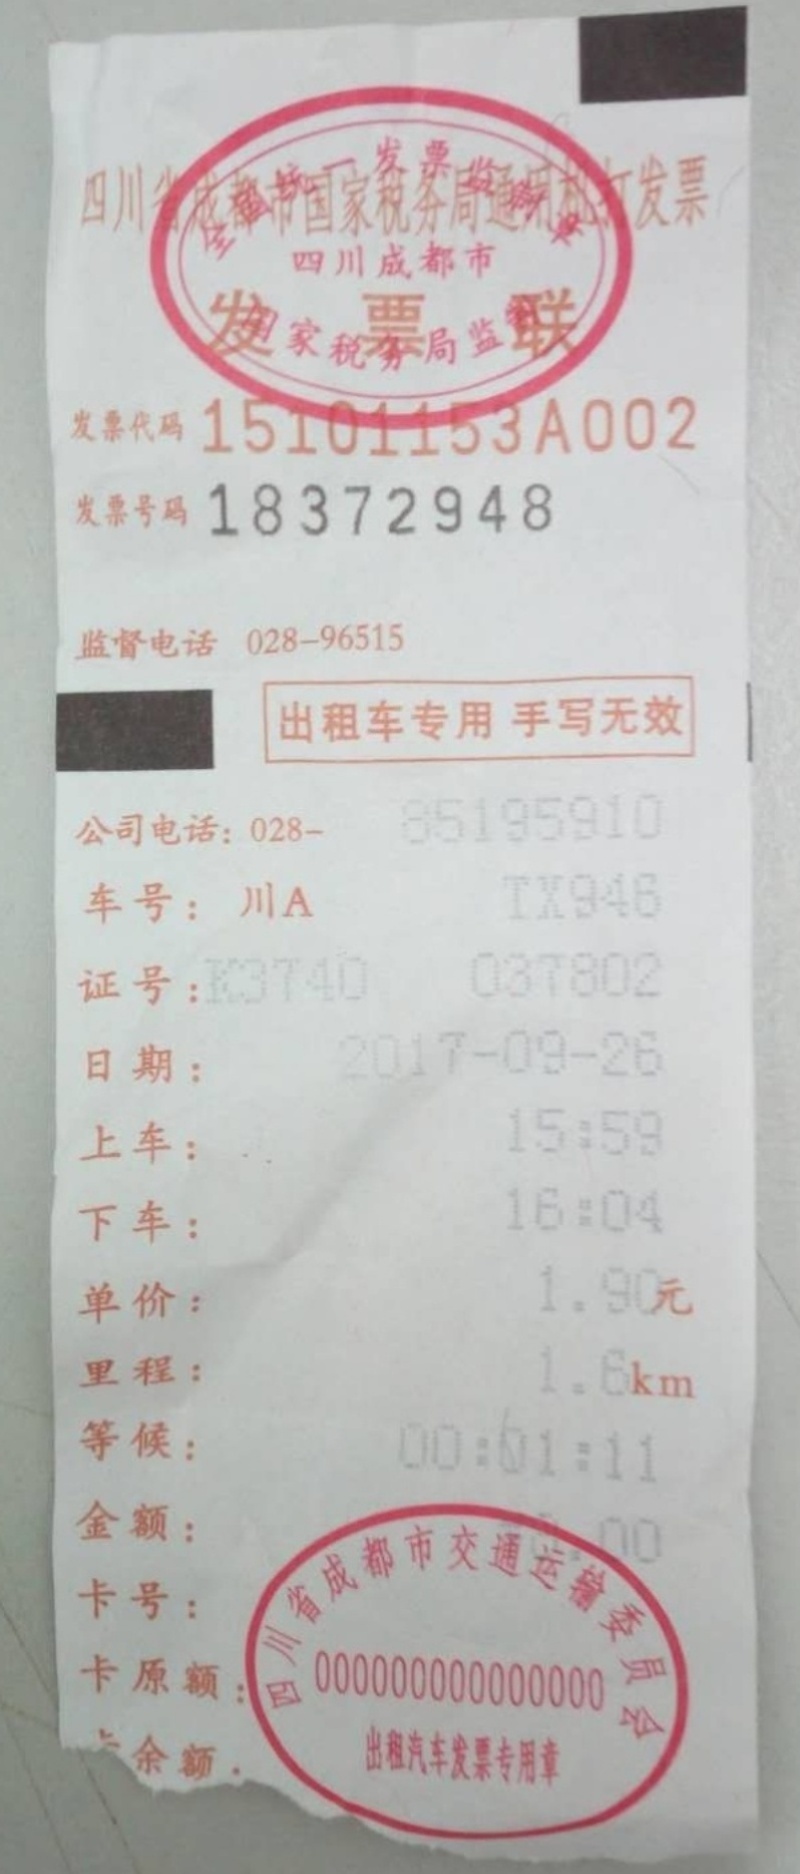 四川省成都市国家税务局通用机打发票
全国统一发票监制章
四川成都市
国家税务局监制
发票联
发票代码 15101153A002
发票号码 18372948
监督电话 028-96515
出租车专用 手写无效
公司电话：028- 85195910
车号： 川A TX946
证号：K3740 037802
日期： 2017-09-26
上车： 15:59
下车： 16:04
单价： 1.90元
里程： 1.6km
等候： 00:01:11
金额： .00
卡号：
卡原额：
卡余额.
四川省成都市交通运输委员会
0000000000000000
出租汽车发票专用章